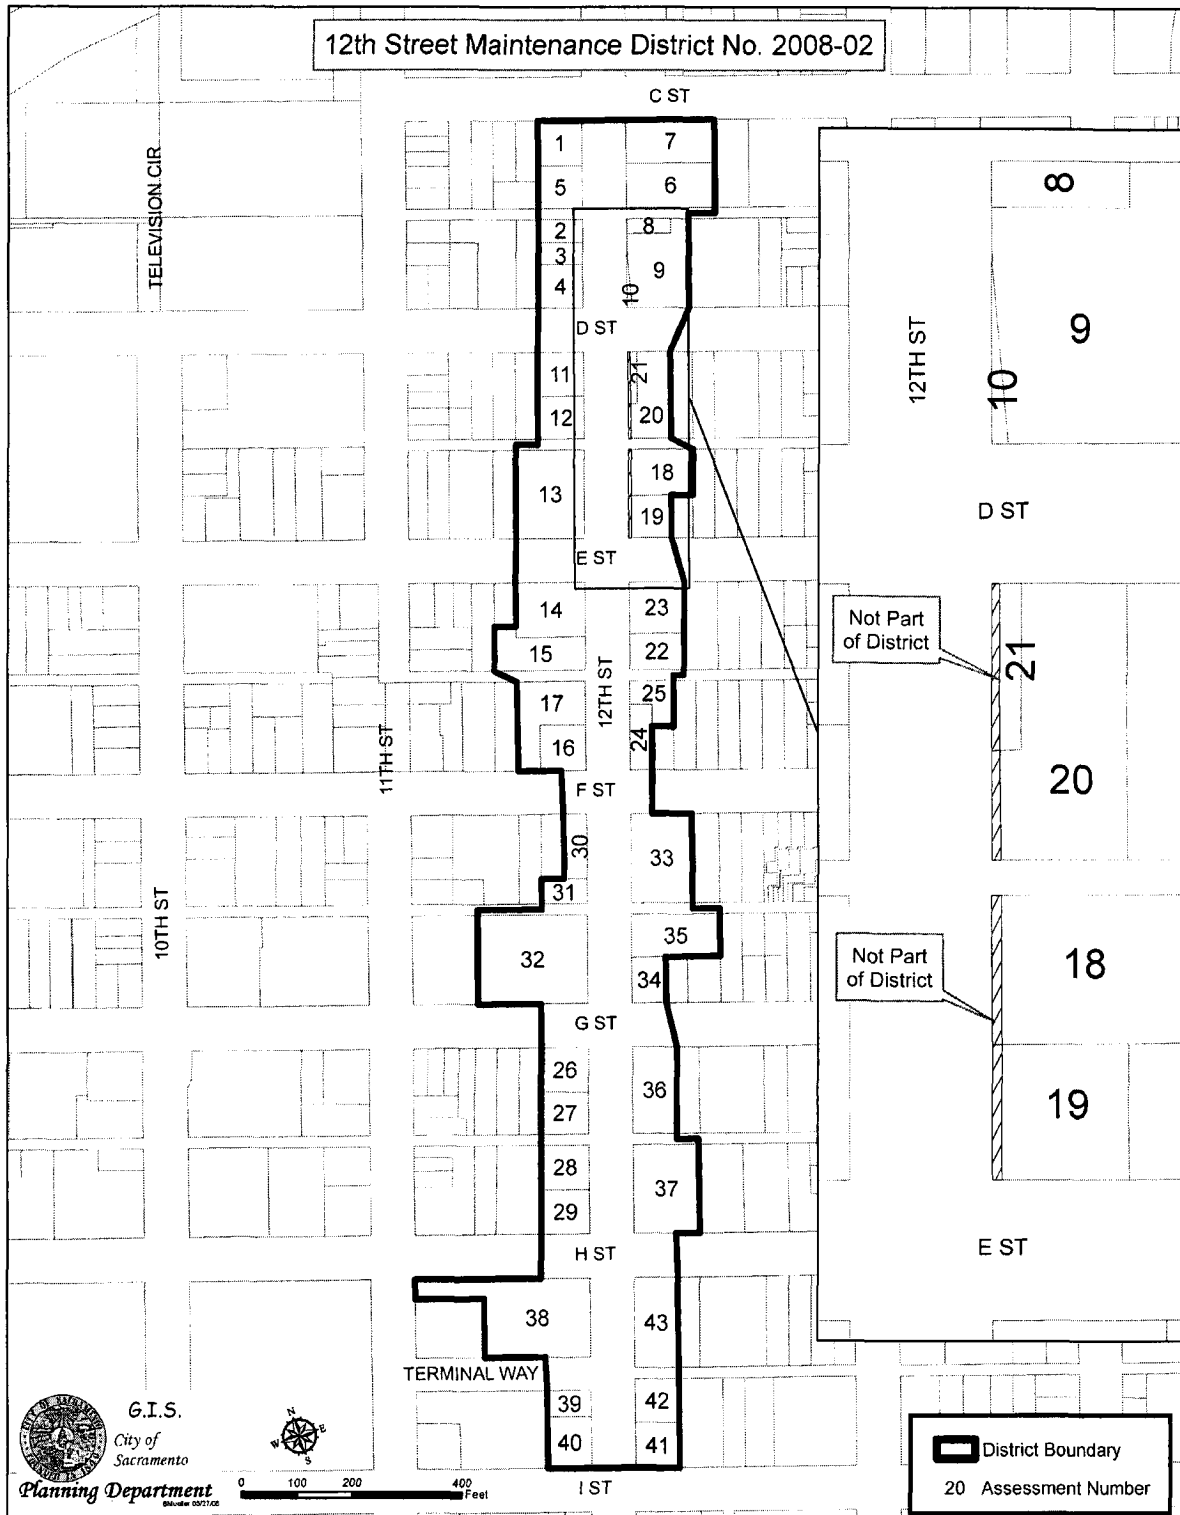 12th Street Maintenance District No. 2008-02
C ST
TELEVISION CIR
1
7
5
6
2
8
3
9
4
10
D ST
11
21
12
20
18
13
19
E ST
14
23
15
22
12TH ST
17
25
16
24
11TH ST
F ST
30
33
31
10TH ST
32
35
34
G ST
26
36
27
28
37
29
H ST
38
43
TERMINAL WAY
39
42
40
41
I ST
8
12TH ST
9
10
D ST
Not Part
of District
21
20
Not Part
of District
18
19
E ST
G.I.S.
City of
Sacramento
Planning Department
N
W E
S
0 100 200 400
Feet
District Boundary
20 Assessment Number